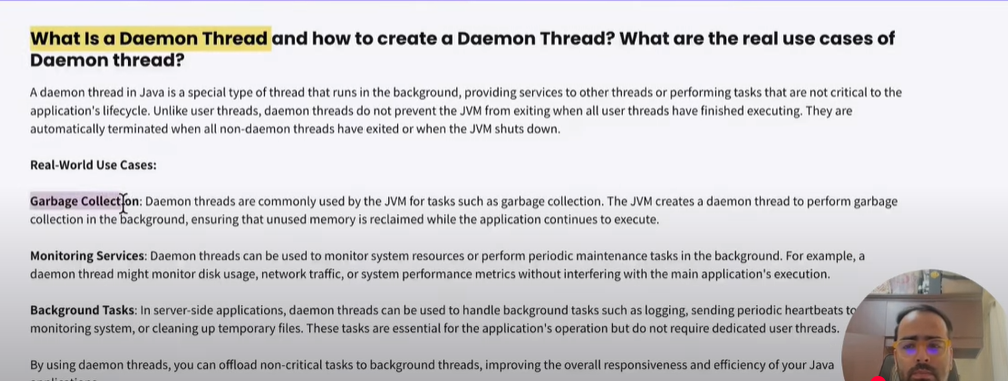 What Is a Daemon Thread and how to create a Daemon Thread? What are the real use cases of
Daemon thread?
A daemon thread in Java is a special type of thread that runs in the background, providing services to other threads or performing tasks that are not critical to the
application's lifecycle. Unlike user threads, daemon threads do not prevent the JVM from exiting when all user threads have finished executing. They are
automatically terminated when all non-daemon threads have exited or when the JVM shuts down.
Real-World Use Cases:
Garbage Collection: Daemon threads are commonly used by the JVM for tasks such as garbage collection. The JVM creates a daemon thread to perform garbage
collection in the background, ensuring that unused memory is reclaimed while the application continues to execute.
Monitoring Services: Daemon threads can be used to monitor system resources or perform periodic maintenance tasks in the background. For example, a
daemon thread might monitor disk usage, network traffic, or system performance metrics without interfering with the main application's execution.
Background Tasks: In server-side applications, daemon threads can be used to handle background tasks such as logging, sending periodic heartbeats to
monitoring system, or cleaning up temporary files. These tasks are essential for the application's operation but do not require dedicated user threads.
By using daemon threads, you can offload non-critical tasks to background threads, improving the overall responsiveness and efficiency of your Java